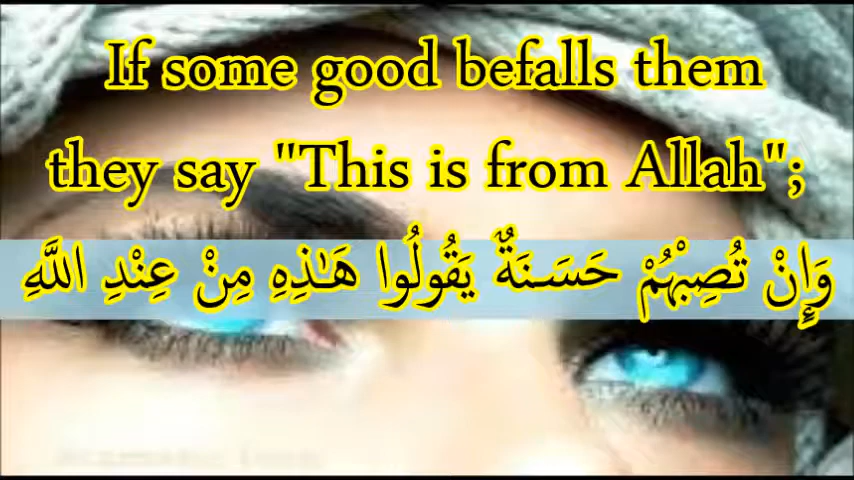 If some good befalls them
they say "This is from Allah";
وَإِنْ تُصِبْهُمْ حَسَنَةٌ يَقُولُوا هَٰذِهِ مِنْ عِنْدِ اللَّهِ